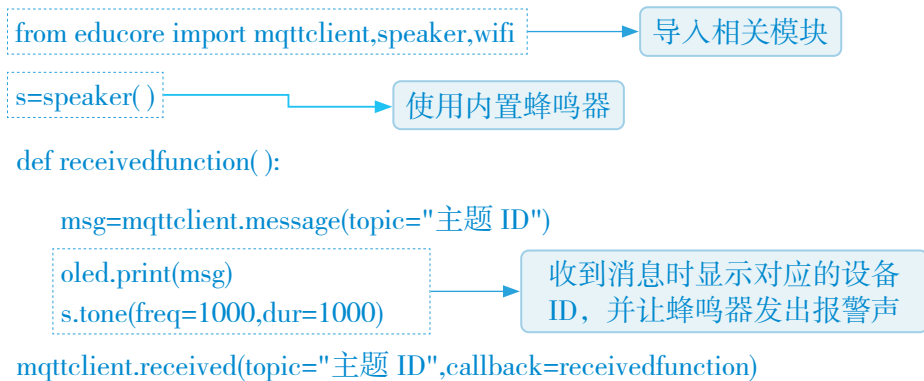 from educore import mqttclient,speaker,wifi
导入相关模块
s=speaker( )
使用内置蜂鸣器
def receivedfunction( ):
msg=mqttclient.message(topic="主题 ID")
oled.print(msg)
s.tone(freq=1000,dur=1000)
收到消息时显示对应的设备
ID，并让蜂鸣器发出报警声
mqttclient.received(topic="主题 ID",callback=receivedfunction)